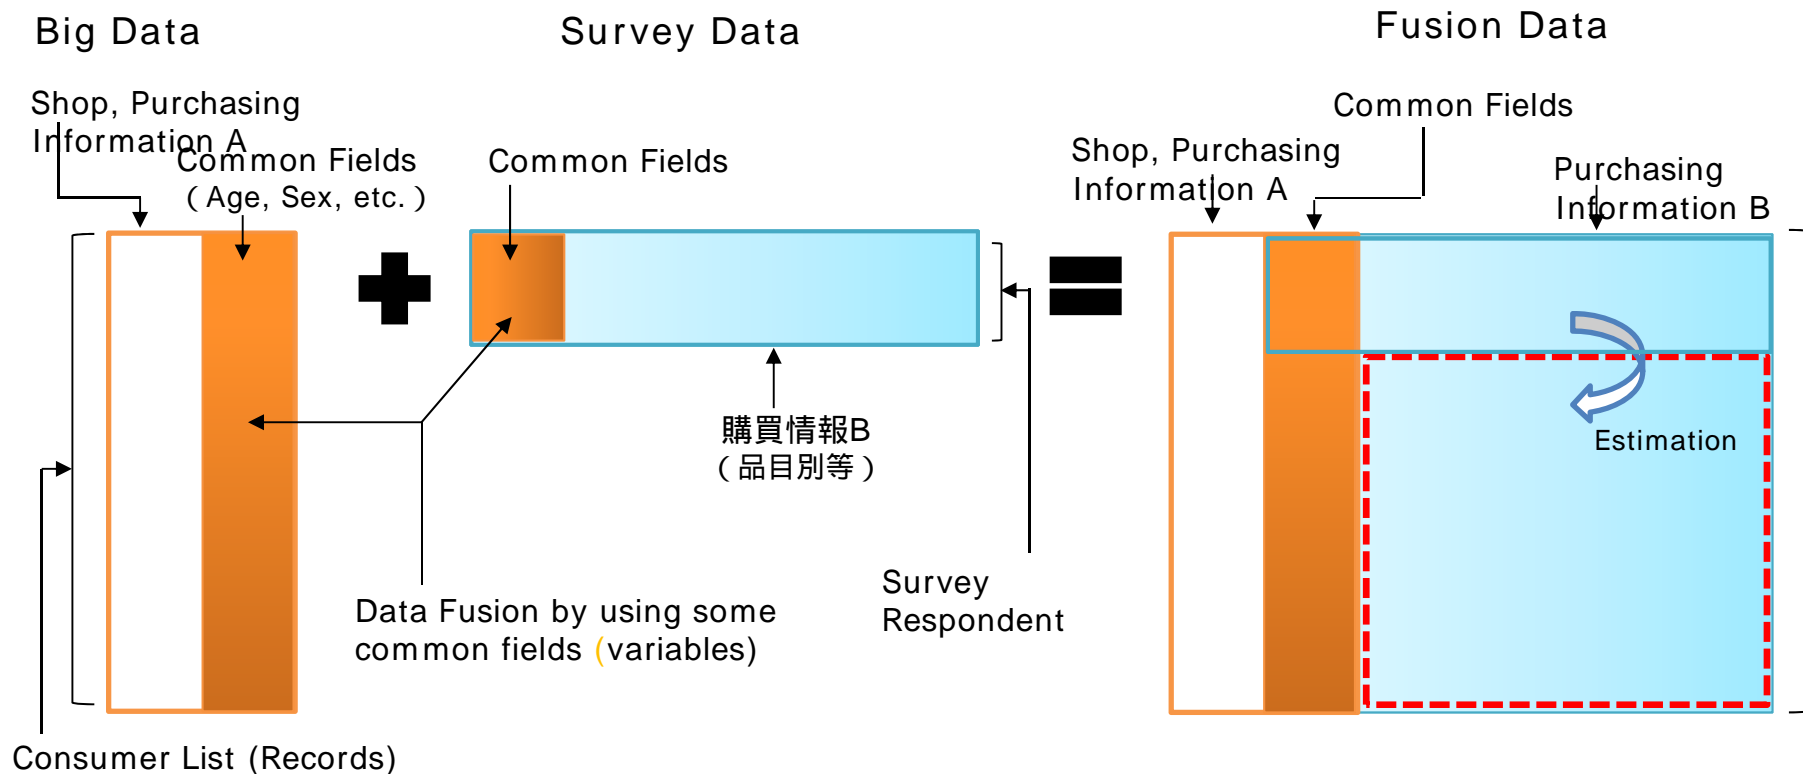 Big Data
Survey Data
Fusion Data
Shop, Purchasing
Information A
Common Fields
（Age, Sex, etc.）
Common Fields
Shop, Purchasing
Information A
Common Fields
Purchasing
Information B
購買情報B
（品目別等）
Estimation
Survey
Respondent
Data Fusion by using some
common fields (variables)
Consumer List (Records)